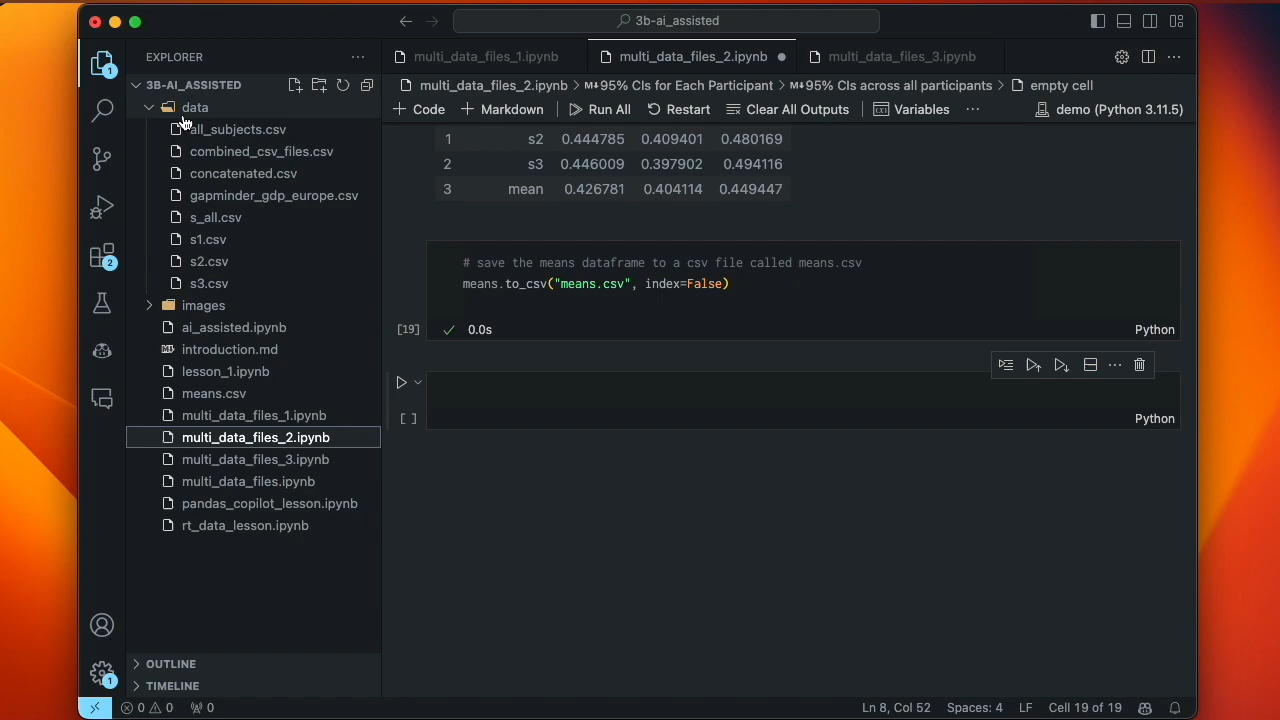 3b-ai_assisted
EXPLORER
3B-AI_ASSISTED
data
all_subjects.csv
combined_csv_files.csv
concatenated.csv
gapminder_gdp_europe.csv
s_all.csv
s1.csv
s2.csv
s3.csv
images
ai_assisted.ipynb
introduction.md
lesson_1.ipynb
means.csv
multi_data_files_1.ipynb
multi_data_files_2.ipynb
multi_data_files_3.ipynb
multi_data_files.ipynb
pandas_copilot_lesson.ipynb
rt_data_lesson.ipynb
OUTLINE
TIMELINE
1
2
1
multi_data_files_1.ipynb multi_data_files_2.ipynb multi_data_files_3.ipynb
multi_data_files_2.ipynb > M↓95% CIs for Each Participant > M↓95% CIs across all participants > empty cell
+ Code + Markdown Run All Restart Clear All Outputs Variables ... demo (Python 3.11.5)
1 s2 0.444785 0.409401 0.480169
2 s3 0.446009 0.397902 0.494116
3 mean 0.426781 0.404114 0.449447
# save the means dataframe to a csv file called means.csv
means.to_csv("means.csv", index=False)
[19] ✓ 0.0s Python
[ ] Python
0 0 0 Ln 8, Col 52 Spaces: 4 LF Cell 19 of 19